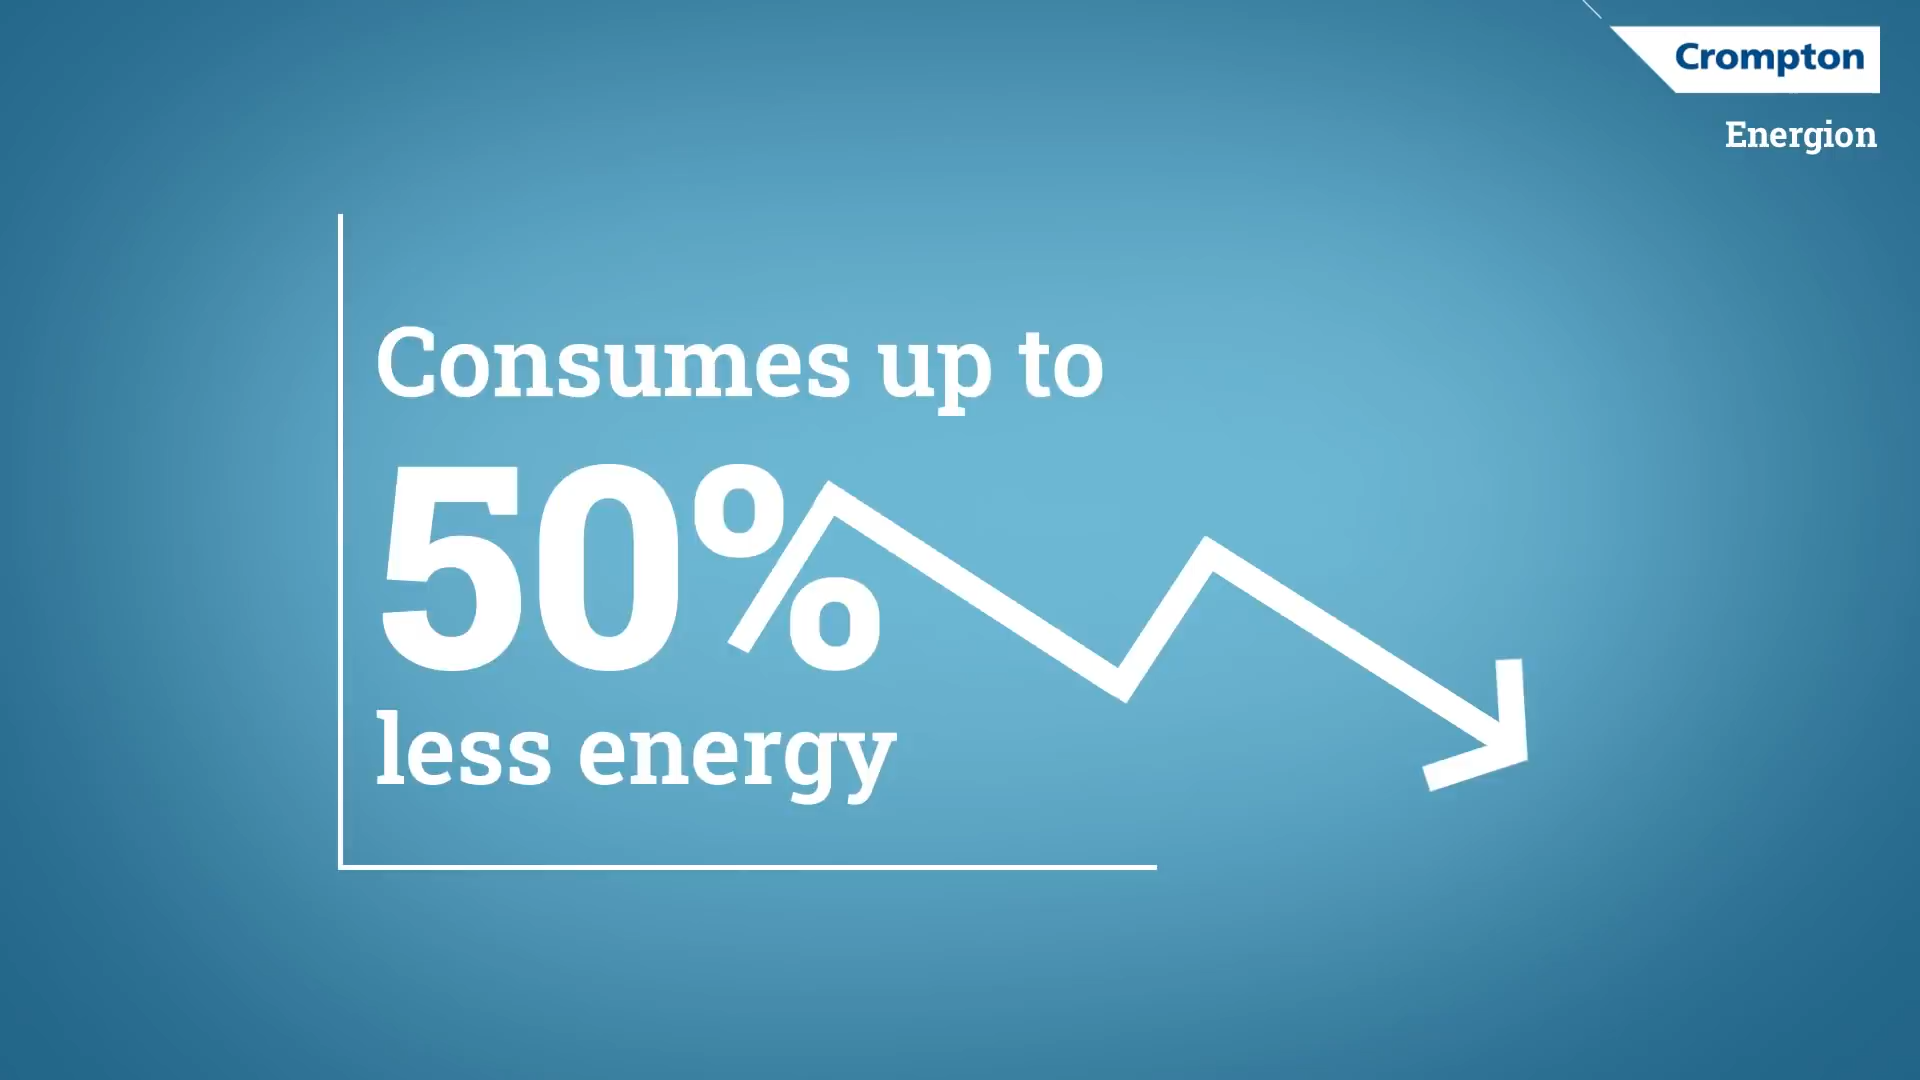 Crompton
Energion
Consumes up to
50%
less energy